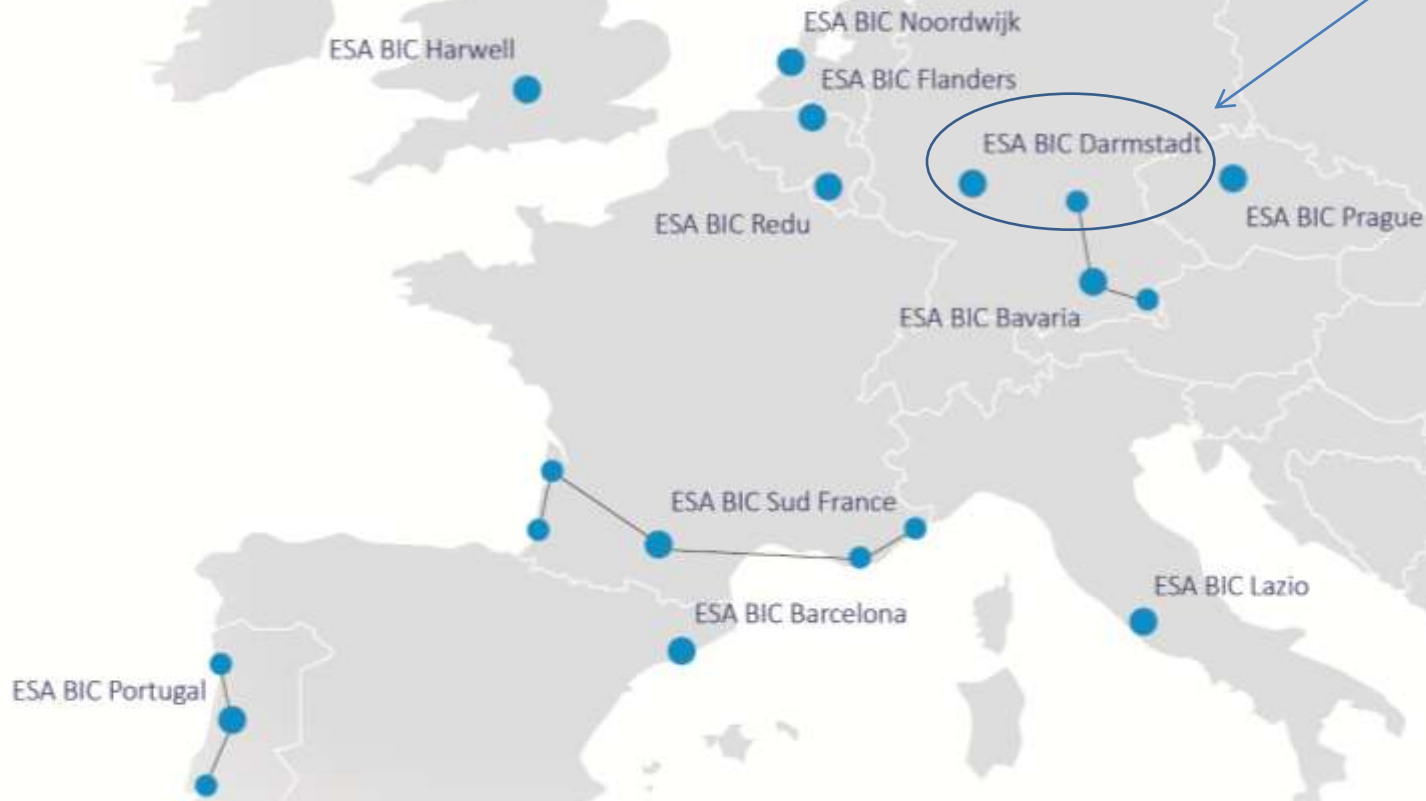 ESA BIC Noordwijk
ESA BIC Harwell
ESA BIC Flanders
ESA BIC Darmstadt
ESA BIC Prague
ESA BIC Redu
ESA BIC Bavaria
ESA BIC Sud France
ESA BIC Lazio
ESA BIC Barcelona
ESA BIC Portugal